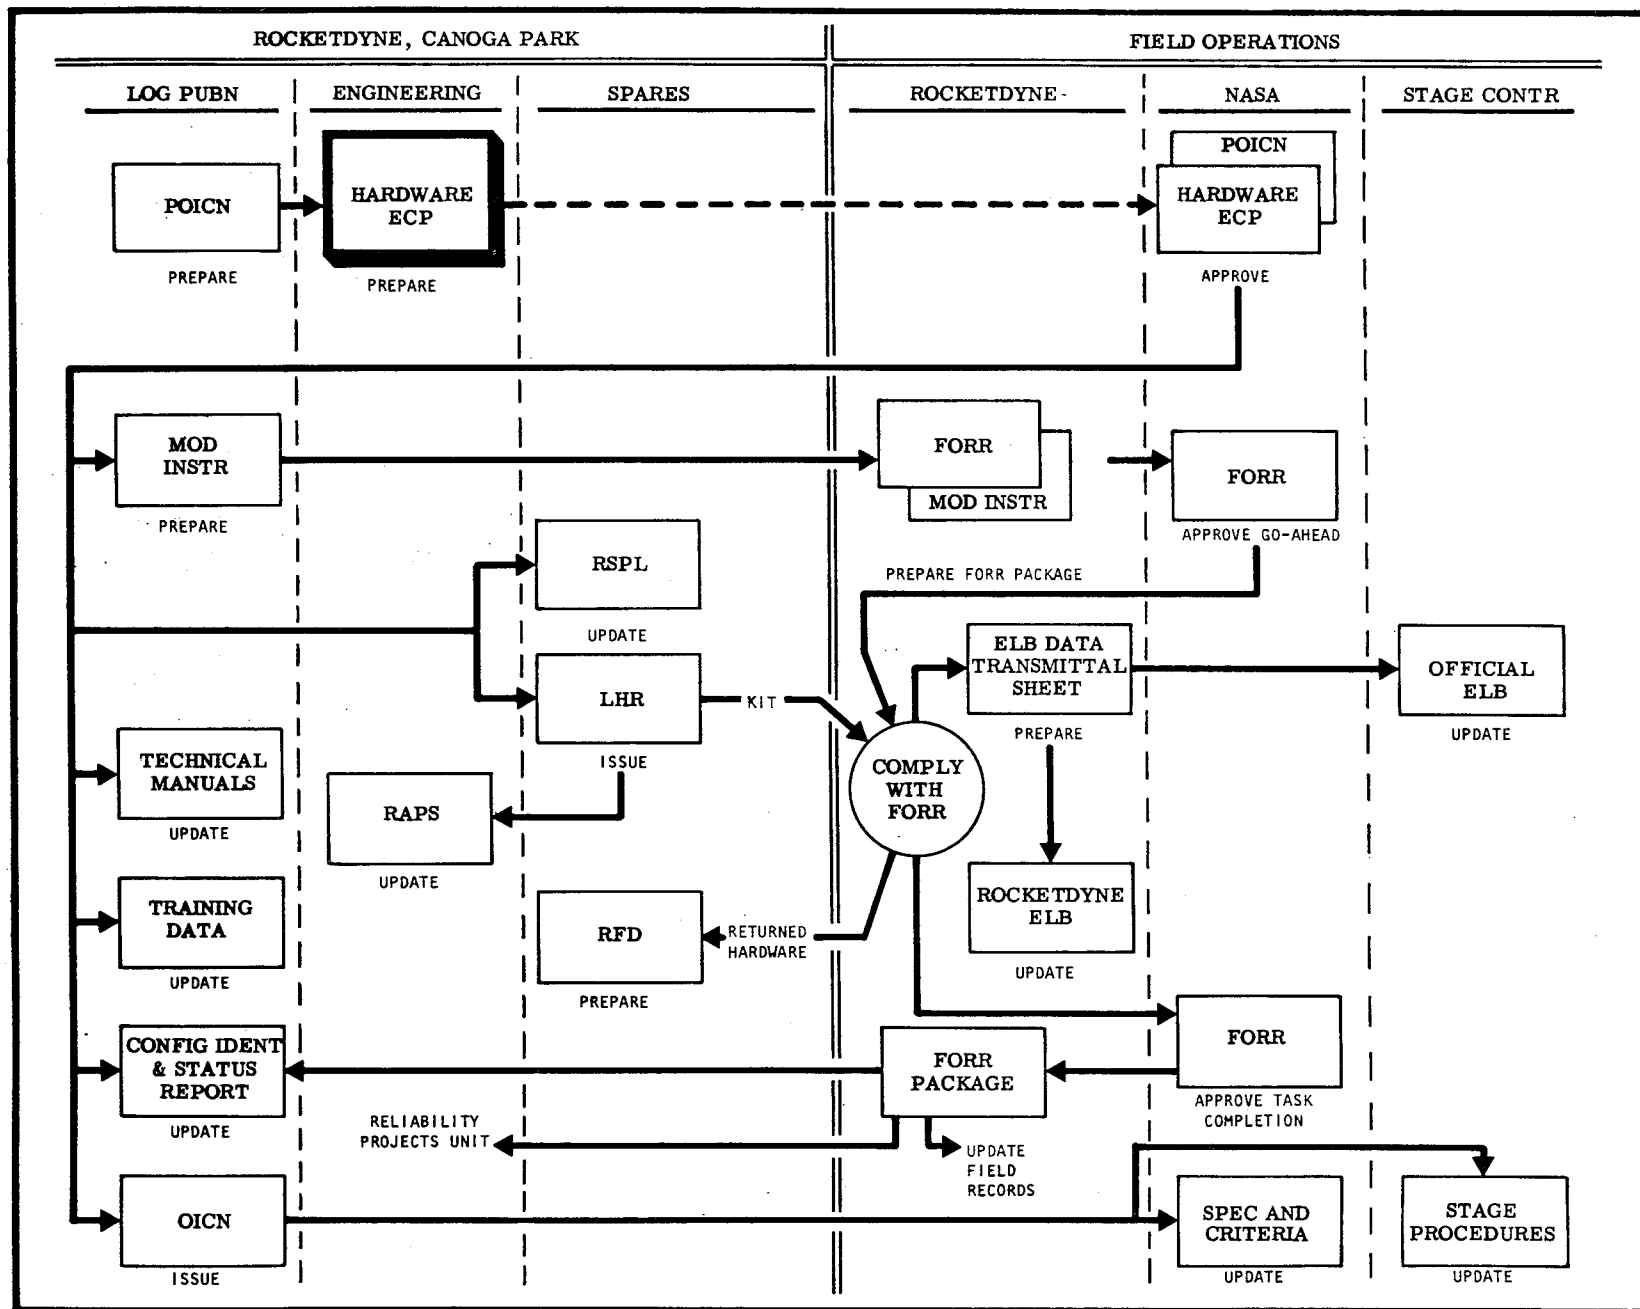 ROCKETDYNE, CANOGA PARK
FIELD OPERATIONS
LOG PUBN
ENGINEERING
SPARES
ROCKETDYNE-
NASA
STAGE CONTR
POICN
PREPARE
HARDWARE
ECP
PREPARE
POICN
HARDWARE
ECP
APPROVE
MOD
INSTR
PREPARE
FORR
MOD INSTR
FORR
APPROVE GO-AHEAD
PREPARE FORR PACKAGE
RSPL
UPDATE
LHR
ISSUE
KIT
ELB DATA
TRANSMITTAL
SHEET
PREPARE
OFFICIAL
ELB
UPDATE
TECHNICAL
MANUALS
UPDATE
RAPS
UPDATE
COMPLY
WITH
FORR
ROCKETDYNE
ELB
UPDATE
TRAINING
DATA
UPDATE
RFD
PREPARE
RETURNED
HARDWARE
CONFIG IDENT
& STATUS
REPORT
UPDATE
FORR
PACKAGE
FORR
APPROVE TASK
COMPLETION
RELIABILITY
PROJECTS UNIT
UPDATE
FIELD
RECORDS
OICN
ISSUE
SPEC AND
CRITERIA
UPDATE
STAGE
PROCEDURES
UPDATE